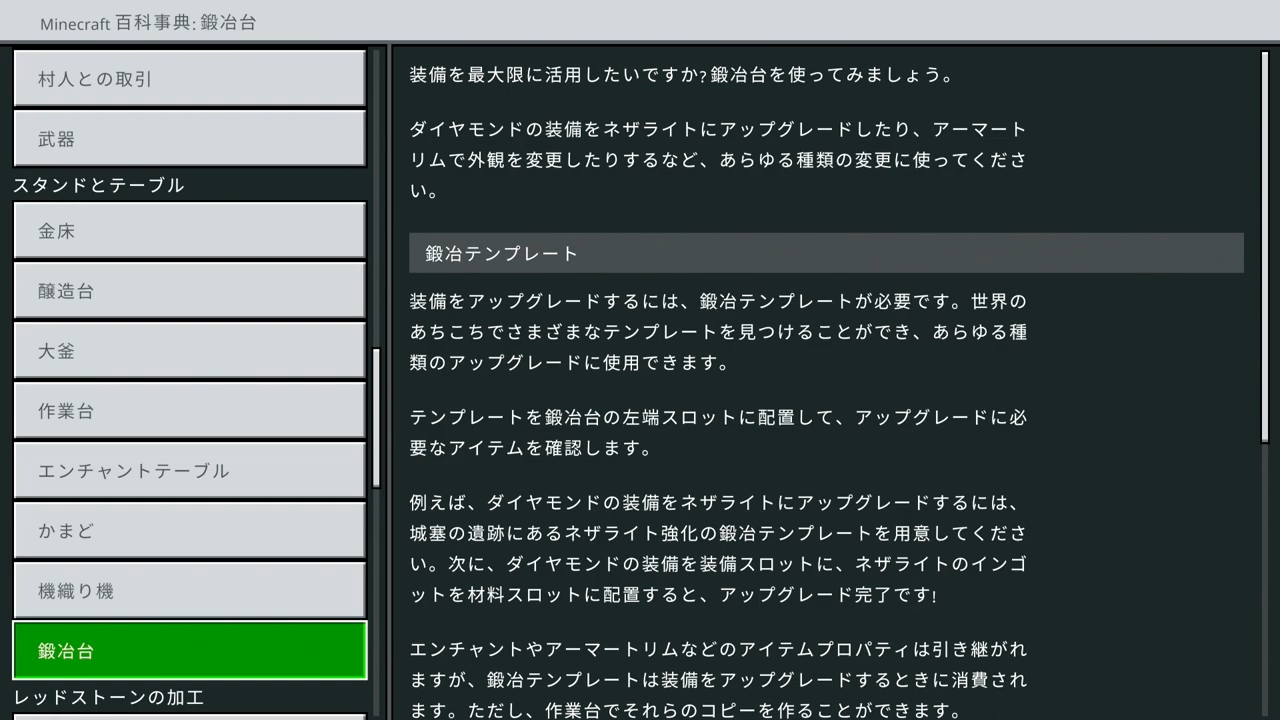 Minecraft 百科事典: 鍛冶台
村人との取引
武器
スタンドとテーブル
金床
醸造台
大釜
作業台
エンチャントテーブル
かまど
機織り機
鍛冶台
レッドストーンの加工
装備を最大限に活用したいですか?鍛冶台を使ってみましょう。
ダイヤモンドの装備をネザライトにアップグレードしたり、アーマート
リムで外観を変更したりするなど、あらゆる種類の変更に使ってくださ
い。
鍛冶テンプレート
装備をアップグレードするには、鍛冶テンプレートが必要です。世界の
あちこちでさまざまなテンプレートを見つけることができ、あらゆる種
類のアップグレードに使用できます。
テンプレートを鍛冶台の左端スロットに配置して、アップグレードに必
要なアイテムを確認します。
例えば、ダイヤモンドの装備をネザライトにアップグレードするには、
城塞の遺跡にあるネザライト強化の鍛冶テンプレートを用意してくださ
い。次に、ダイヤモンドの装備を装備スロットに、ネザライトのインゴ
ットを材料スロットに配置すると、アップグレード完了です!
エンチャントやアーマートリムなどのアイテムプロパティは引き継がれ
ますが、鍛冶テンプレートは装備をアップグレードするときに消費され
ます。ただし、作業台でそれらのコピーを作ることができます。